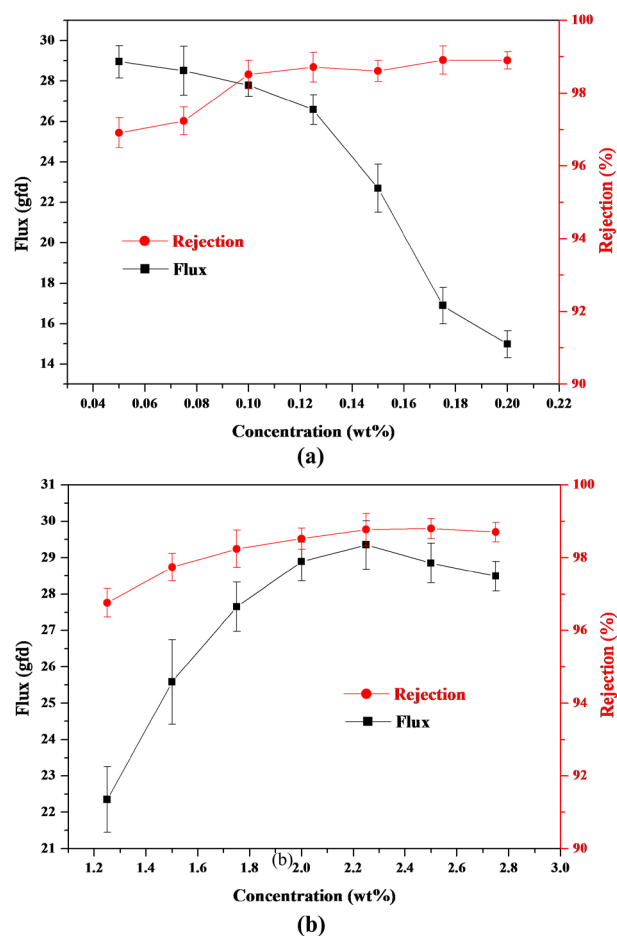 30
28
26
24
22
20
18
16
14
Flux (gfd)
100
98
96
94
92
90
Rejection (%)
Rejection
Flux
0.04 0.06 0.08 0.10 0.12 0.14 0.16 0.18 0.20 0.22
Concentration (wt%)
(a)
31
30
29
28
27
26
25
24
23
22
21
Flux (gfd)
100
98
96
94
92
90
Rejection (%)
Rejection
Flux
(b)
1.2 1.4 1.6 1.8 2.0 2.2 2.4 2.6 2.8 3.0
Concentration (wt%)
(b)